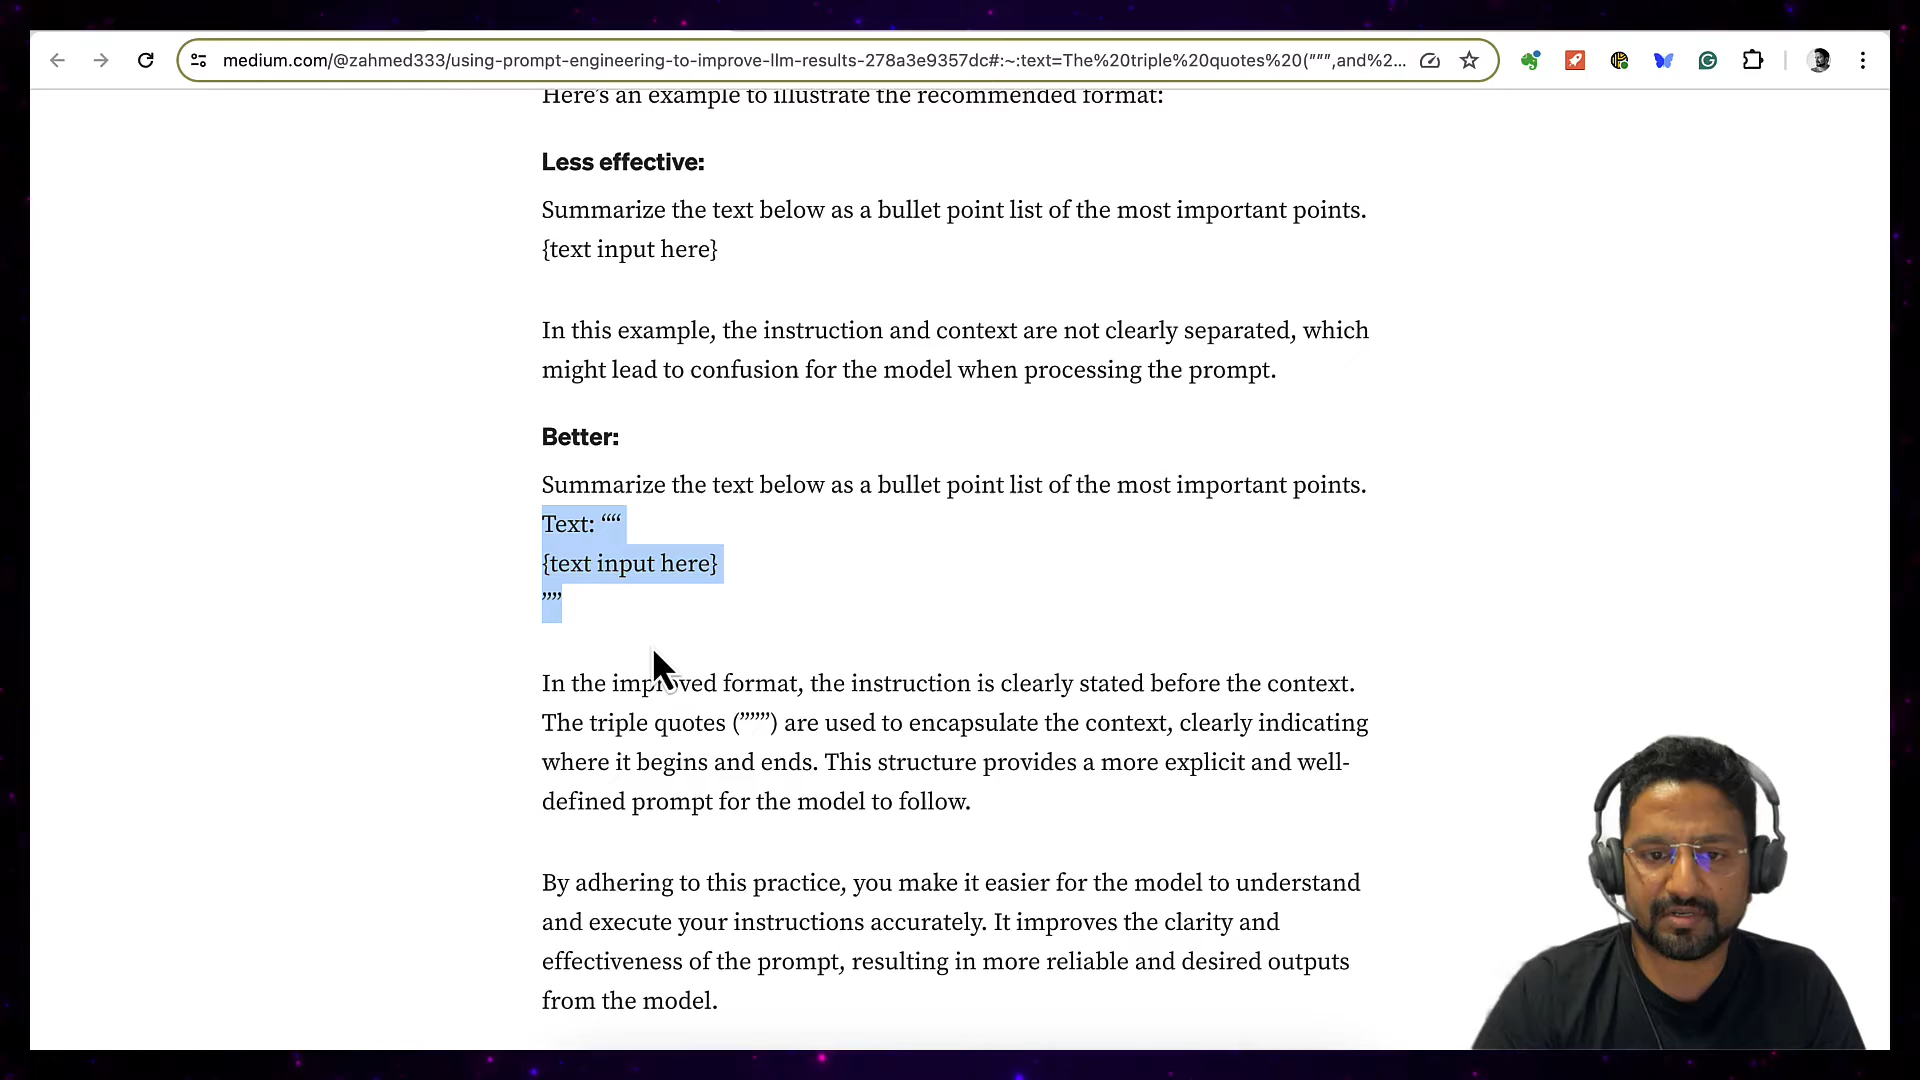 medium.com/@zahmed333/using-prompt-engineering-to-improve-llm-results-278a3e9357dc#:~:text=The%20triple%20quotes%20(""",and%2...
Here's an example to illustrate the recommended format:
Less effective:
Summarize the text below as a bullet point list of the most important points.
{text input here}
In this example, the instruction and context are not clearly separated, which
might lead to confusion for the model when processing the prompt.
Better:
Summarize the text below as a bullet point list of the most important points.
Text: ““
{text input here}
””
In the improved format, the instruction is clearly stated before the context.
The triple quotes (”””) are used to encapsulate the context, clearly indicating
where it begins and ends. This structure provides a more explicit and well-
defined prompt for the model to follow.
By adhering to this practice, you make it easier for the model to understand
and execute your instructions accurately. It improves the clarity and
effectiveness of the prompt, resulting in more reliable and desired outputs
from the model.